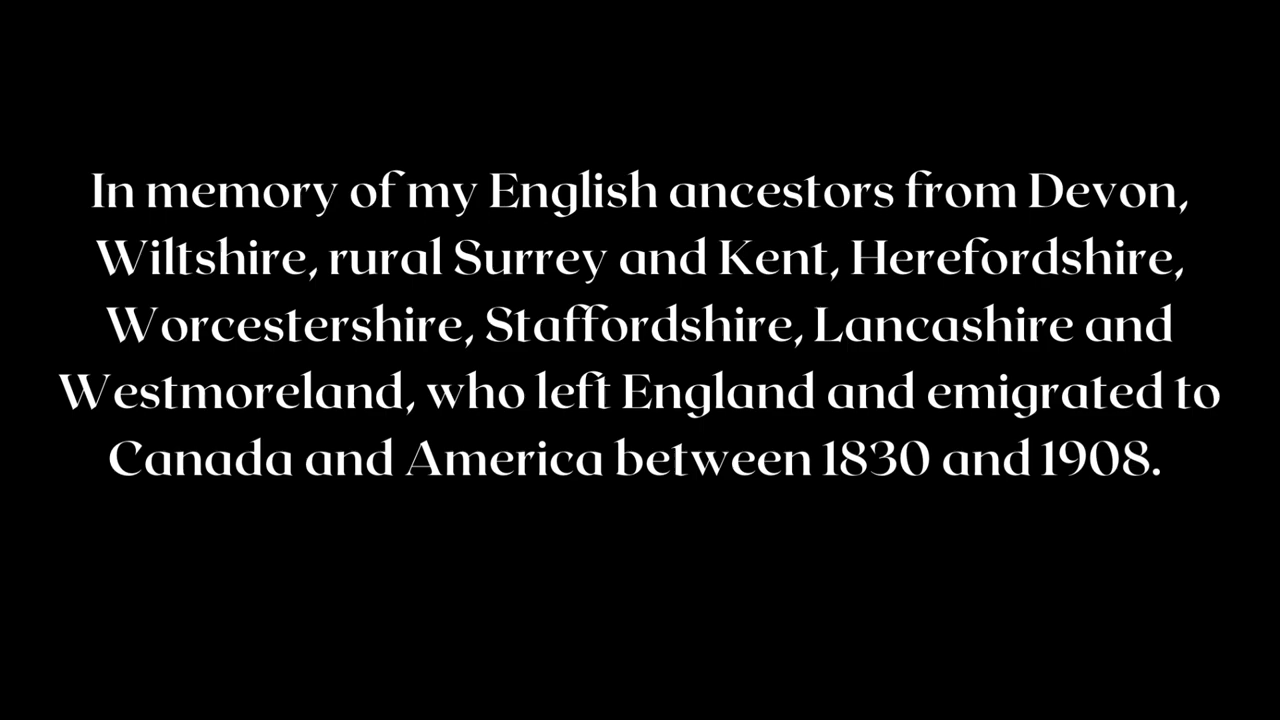 In memory of my English ancestors from Devon,
Wiltshire, rural Surrey and Kent, Herefordshire,
Worcestershire, Staffordshire, Lancashire and
Westmoreland, who left England and emigrated to
Canada and America between 1830 and 1908.